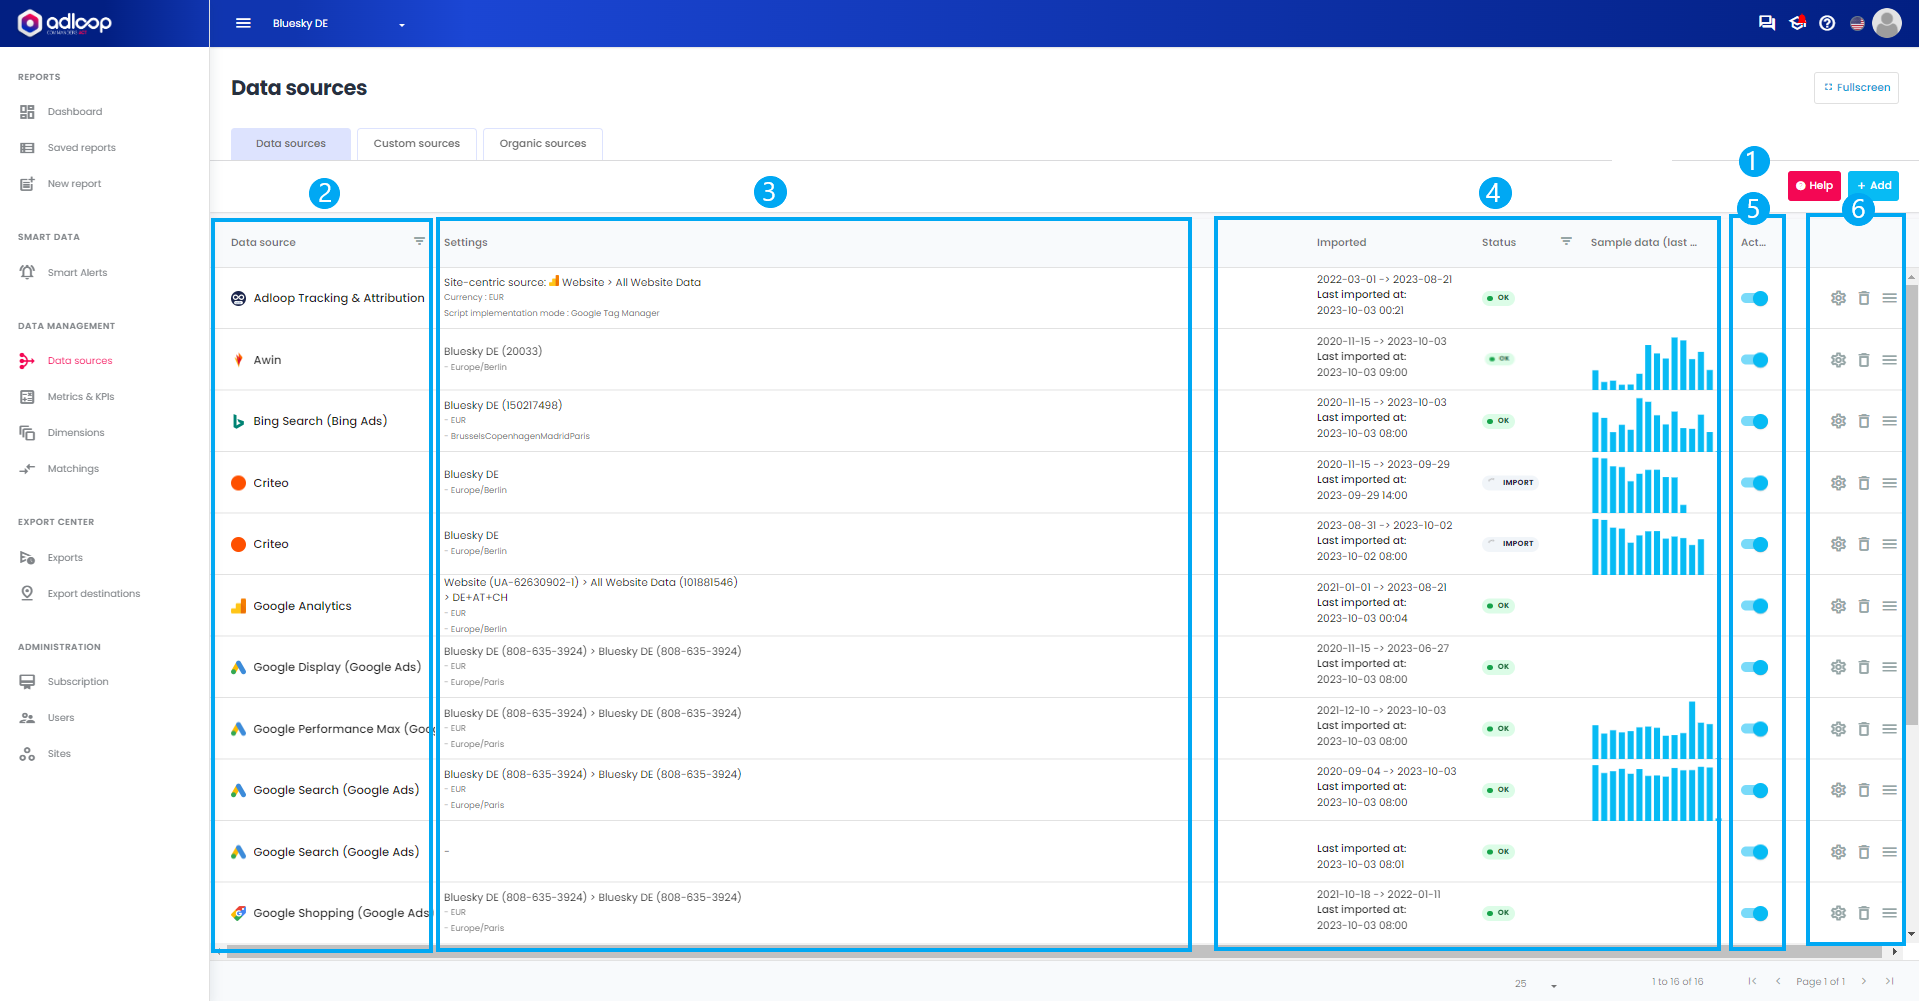 adloop
Bluesky DE
REPORTS
Dashboard
Saved reports
New report
SMART DATA
Smart Alerts
DATA MANAGEMENT
Data sources
Metrics & KPIs
Dimensions
Matchings
EXPORT CENTER
Exports
Export destinations
ADMINISTRATION
Subscription
Users
Sites
Data sources
Fullscreen
Data sources
Custom sources
Organic sources
1
2
3
4
Help
+ Add
5
6
Data source
Settings
Imported
Status
Sample data (last ...
Act...
Adloop Tracking & Attribution
Site-centric source: Website > All Website Data
Currency : EUR
Script implementation mode : Google Tag Manager
2022-03-01 -> 2023-08-21
Last imported at:
2023-10-03 00:21
OK
Awin
Bluesky DE (20033)
- Europe/Berlin
2020-11-15 -> 2023-10-03
Last imported at:
2023-10-03 09:00
OK
Bing Search (Bing Ads)
Bluesky DE (150217498)
- EUR
- BrusselsCopenhagenMadridParis
2020-11-15 -> 2023-10-03
Last imported at:
2023-10-03 08:00
OK
Criteo
Bluesky DE
- Europe/Berlin
2020-11-15 -> 2023-09-29
Last imported at:
2023-09-29 14:00
IMPORT
Criteo
Bluesky DE
- Europe/Berlin
2023-08-31 -> 2023-10-02
Last imported at:
2023-10-02 08:00
IMPORT
Google Analytics
Website (UA-62630902-1) > All Website Data (101881546)
> DE+AT+CH
- EUR
- Europe/Berlin
2021-01-01 -> 2023-08-21
Last imported at:
2023-10-03 00:04
OK
Google Display (Google Ads)
Bluesky DE (808-635-3924) > Bluesky DE (808-635-3924)
- EUR
- Europe/Paris
2020-11-15 -> 2023-06-27
Last imported at:
2023-10-03 08:00
OK
Google Performance Max (Goog
Bluesky DE (808-635-3924) > Bluesky DE (808-635-3924)
- EUR
- Europe/Paris
2021-12-10 -> 2023-10-03
Last imported at:
2023-10-03 08:00
OK
Google Search (Google Ads)
Bluesky DE (808-635-3924) > Bluesky DE (808-635-3924)
- EUR
- Europe/Paris
2020-09-04 -> 2023-10-03
Last imported at:
2023-10-03 08:00
OK
Google Search (Google Ads)
-
Last imported at:
2023-10-03 08:01
OK
Google Shopping (Google Ads
Bluesky DE (808-635-3924) > Bluesky DE (808-635-3924)
- EUR
- Europe/Paris
2021-10-18 -> 2022-01-11
Last imported at:
2023-10-03 08:00
OK
25
1 to 16 of 16
Page 1 of 1